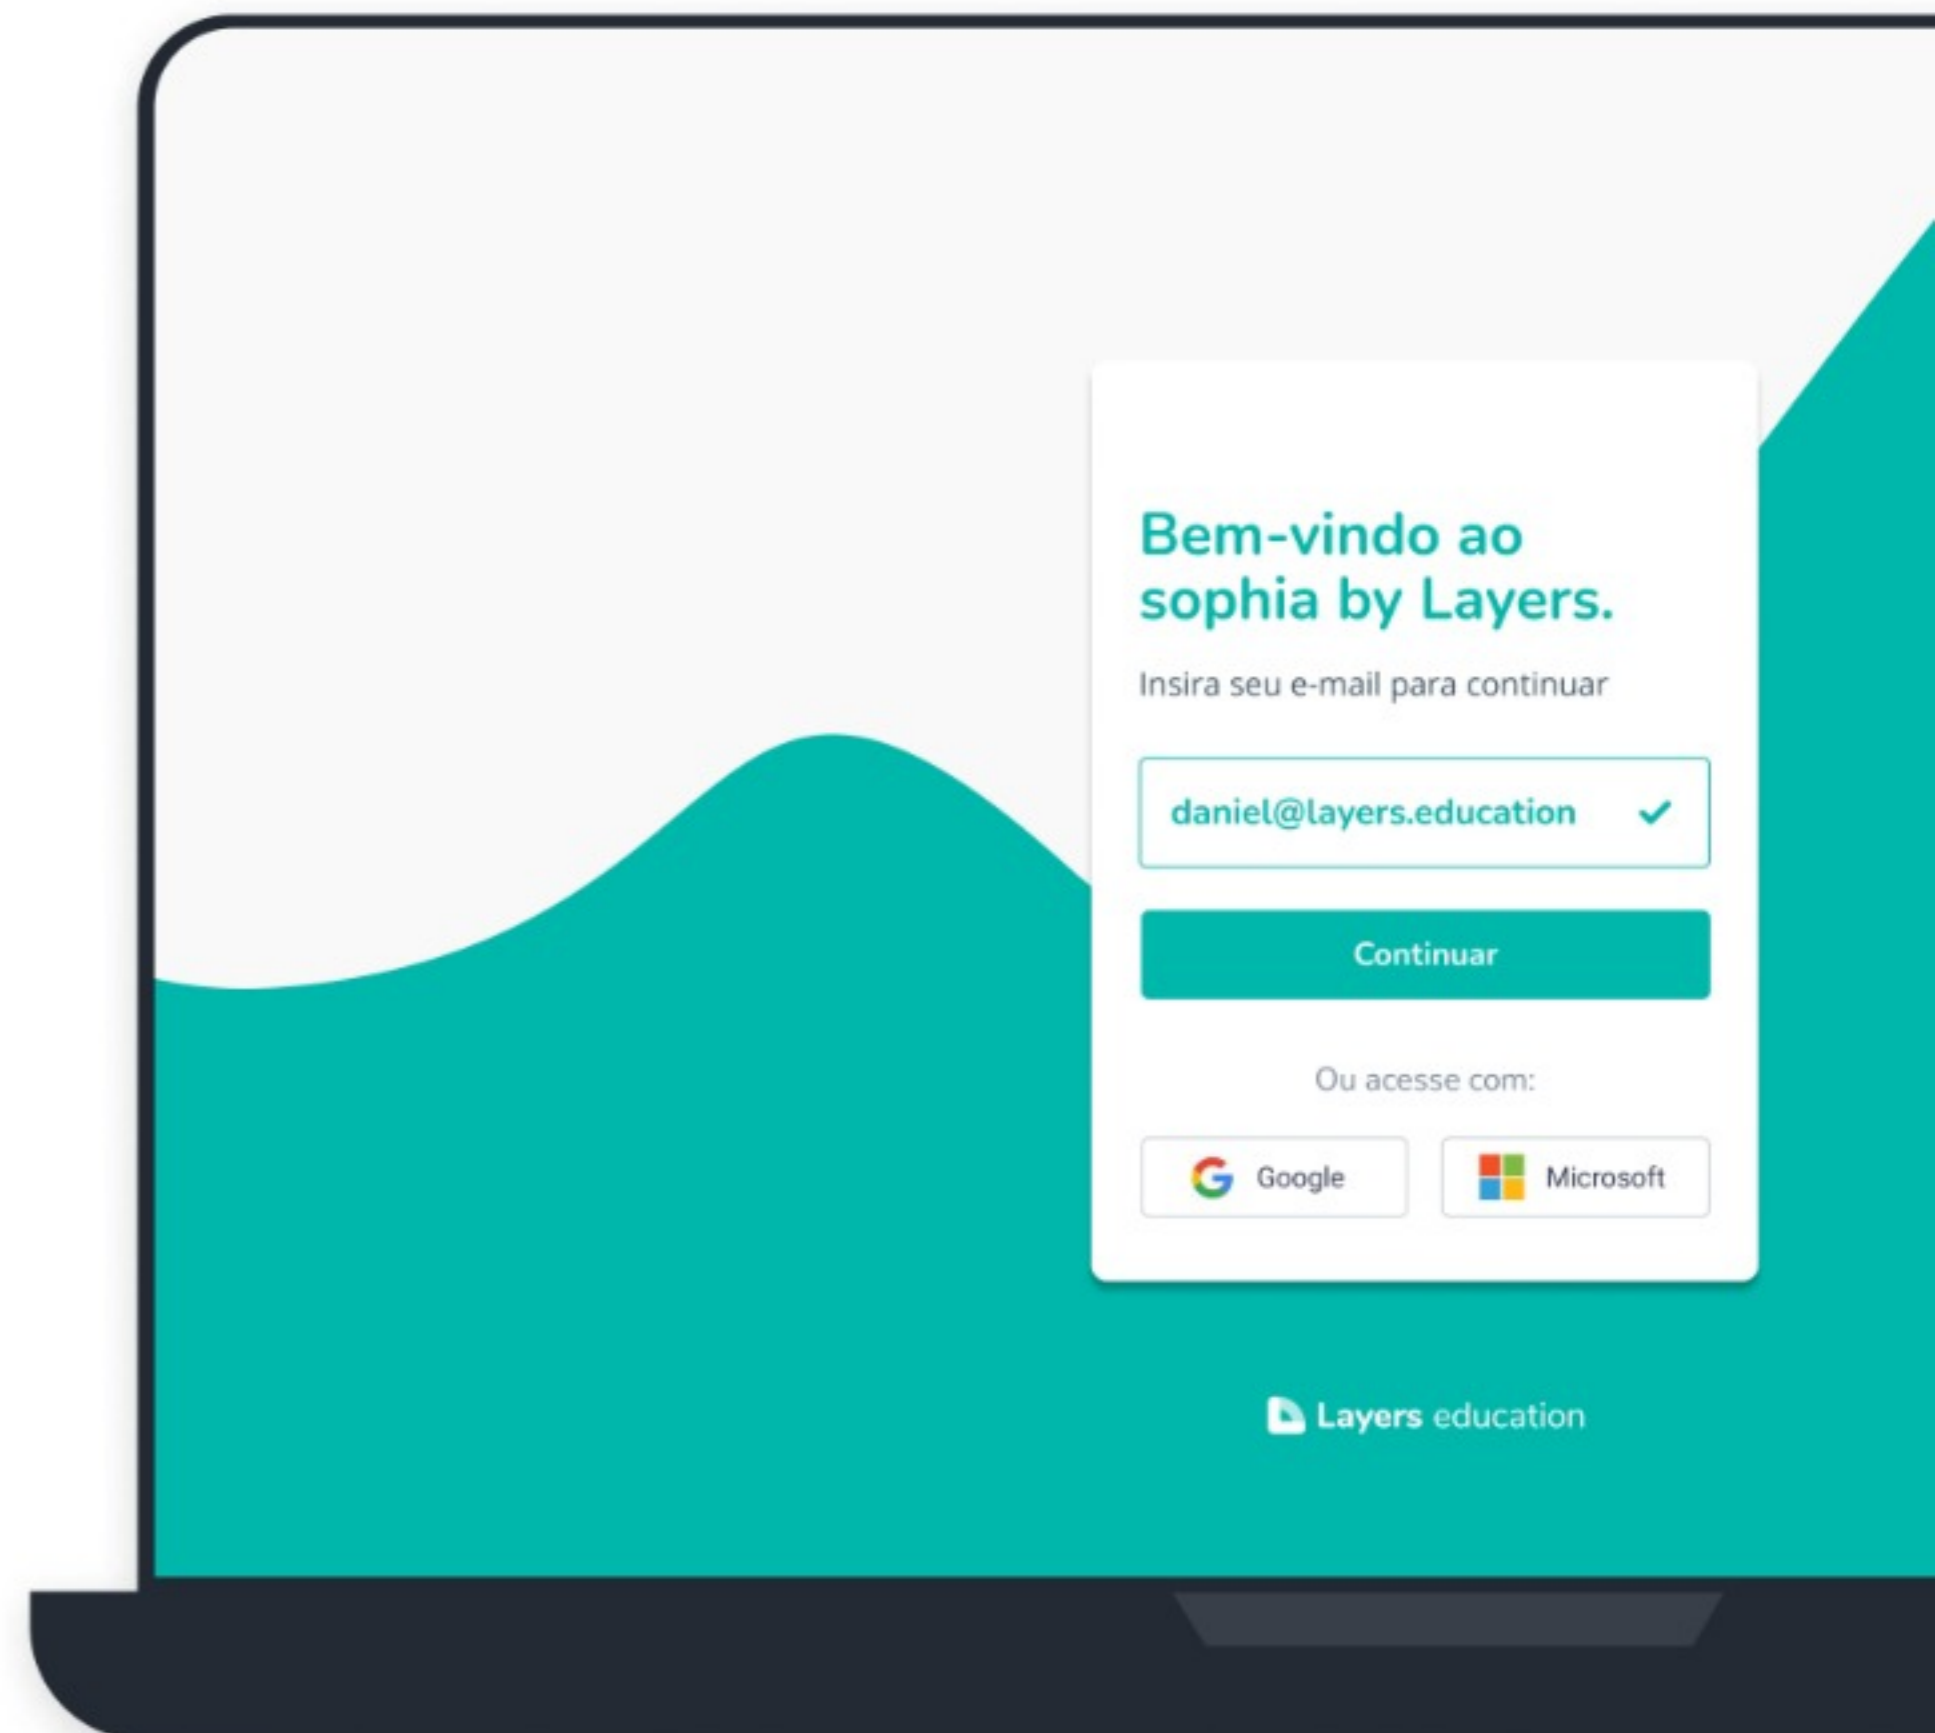 Bem-vindo ao
sophia by Layers.
Insira seu e-mail para continuar
daniel@layers.education
Continuar
Ou acesse com:
Google
Microsoft
Layers education